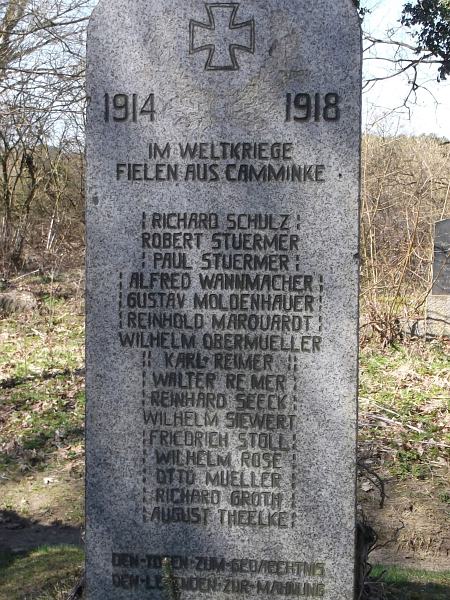 1914 1918
IM WELTKRIEGE
FIELEN AUS CAMMINKE
RICHARD SCHULZ
ROBERT STUERMER
PAUL STUERMER
ALFRED WANNMACHER
GUSTAV MOLDENHAUER
REINHOLD MARQUARDT
WILHELM OBERMUELLER
KARL REIMER
WALTER REIMER
REINHARD SEECK
WILHELM SIEWERT
FRIEDRICH STOLL
WILHELM ROSE
OTTO MUELLER
RICHARD GROTH
AUGUST THEELKE
DEN TOTEN ZUM GEDAECHTNIS
DEN LEBENDEN ZUR MAHNUNG